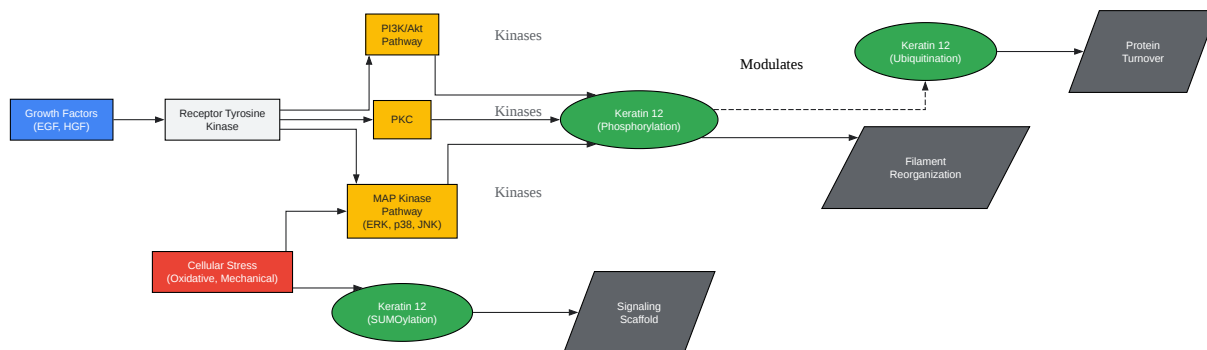 PI3K/Akt
Pathway
Kinases
Keratin 12
(Ubiquitination)
Protein
Turnover
Modulates
Growth Factors
(EGF, HGF)
Receptor Tyrosine
Kinase
PKC
Kinases
Keratin 12
(Phosphorylation)
Filament
Reorganization
MAP Kinase
Pathway
(ERK, p38, JNK)
Kinases
Cellular Stress
(Oxidative, Mechanical)
Keratin 12
(SUMOylation)
Signaling
Scaffold